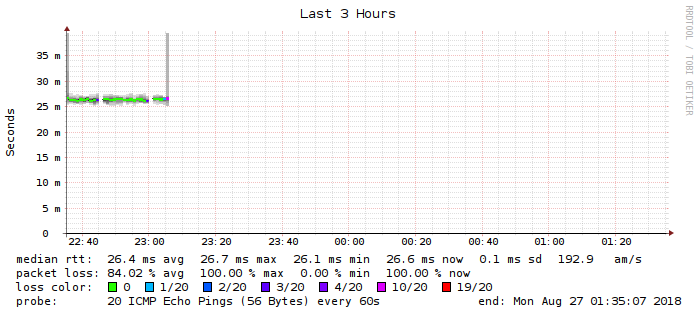 Last 3 Hours
RRDTOOL / TOBI OETIKER
Seconds
35 m
30 m
25 m
20 m
15 m
10 m
5 m
0
22:40 23:00 23:20 23:40 00:00 00:20 00:40 01:00 01:20
median rtt: 26.4 ms avg 26.7 ms max 26.1 ms min 26.6 ms now 0.1 ms sd 192.9 am/s
packet loss: 84.02 % avg 100.00 % max 0.00 % min 100.00 % now
loss color: 0 1/20 2/20 3/20 4/20 10/20 19/20
probe: 20 ICMP Echo Pings (56 Bytes) every 60s end: Mon Aug 27 01:35:07 2018